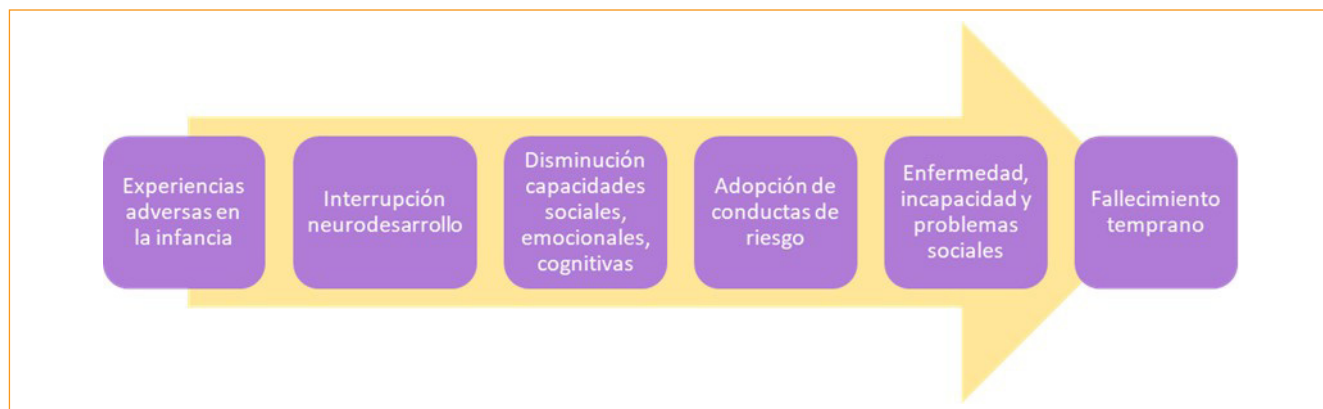 Experiencias
adversas en
la infancia
Interrupción
neurodesarrollo
Disminución
capacidades
sociales,
emocionales,
cognitivas
Adopción de
conductas de
riesgo
Enfermedad,
incapacidad y
problemas
sociales
Fallecimiento
temprano